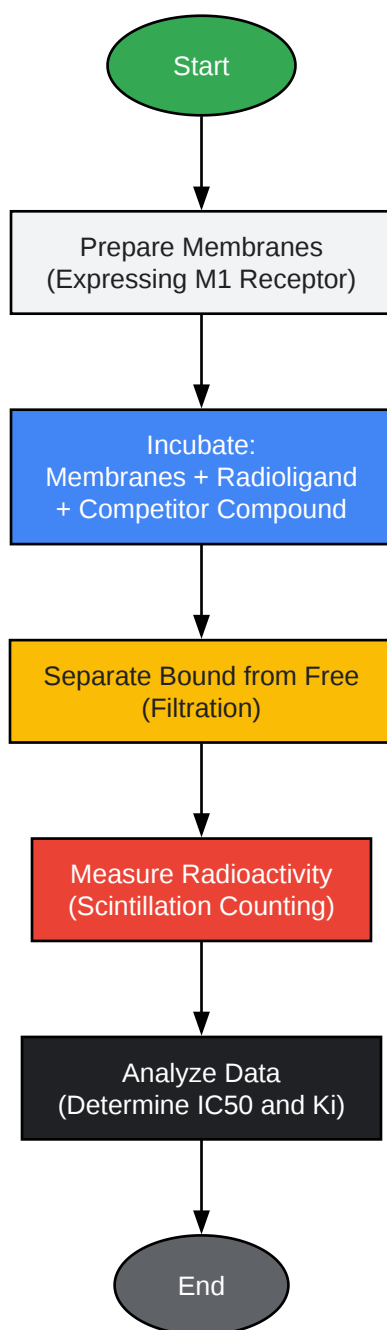 Start
Prepare Membranes
(Expressing M1 Receptor)
Incubate:
Membranes + Radioligand
+ Competitor Compound
Separate Bound from Free
(Filtration)
Measure Radioactivity
(Scintillation Counting)
Analyze Data
(Determine IC50 and Ki)
End